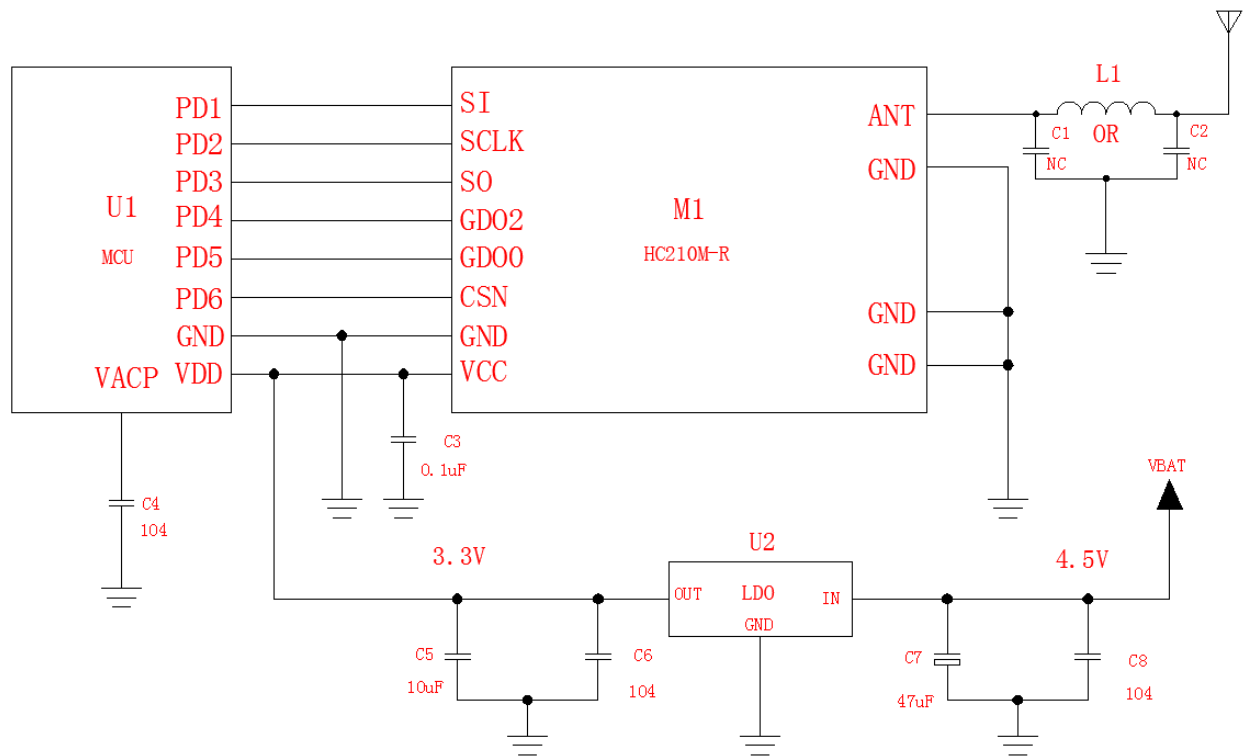 U1
MCU
PD1
PD2
PD3
PD4
PD5
PD6
GND
VDD
VACP
SI
SCLK
SO
GDO2
GDO0
CSN
GND
VCC
M1
HC210M-R
ANT
GND
GND
GND
L1
0R
C1
NC
C2
NC
C3
0.1uF
C4
104
3.3V
U2
4.5V
VBAT
OUT
LDO
IN
GND
C5
10uF
C6
104
C7
47uF
C8
104